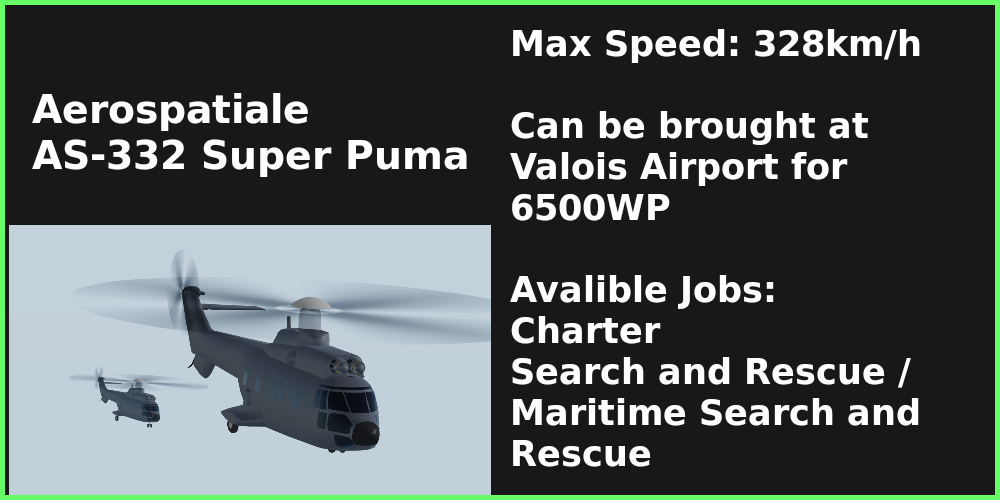 Aerospatiale
AS-332 Super Puma
Max Speed: 328km/h
Can be brought at
Valois Airport for
6500WP
Avalible Jobs:
Charter
Search and Rescue /
Maritime Search and
Rescue